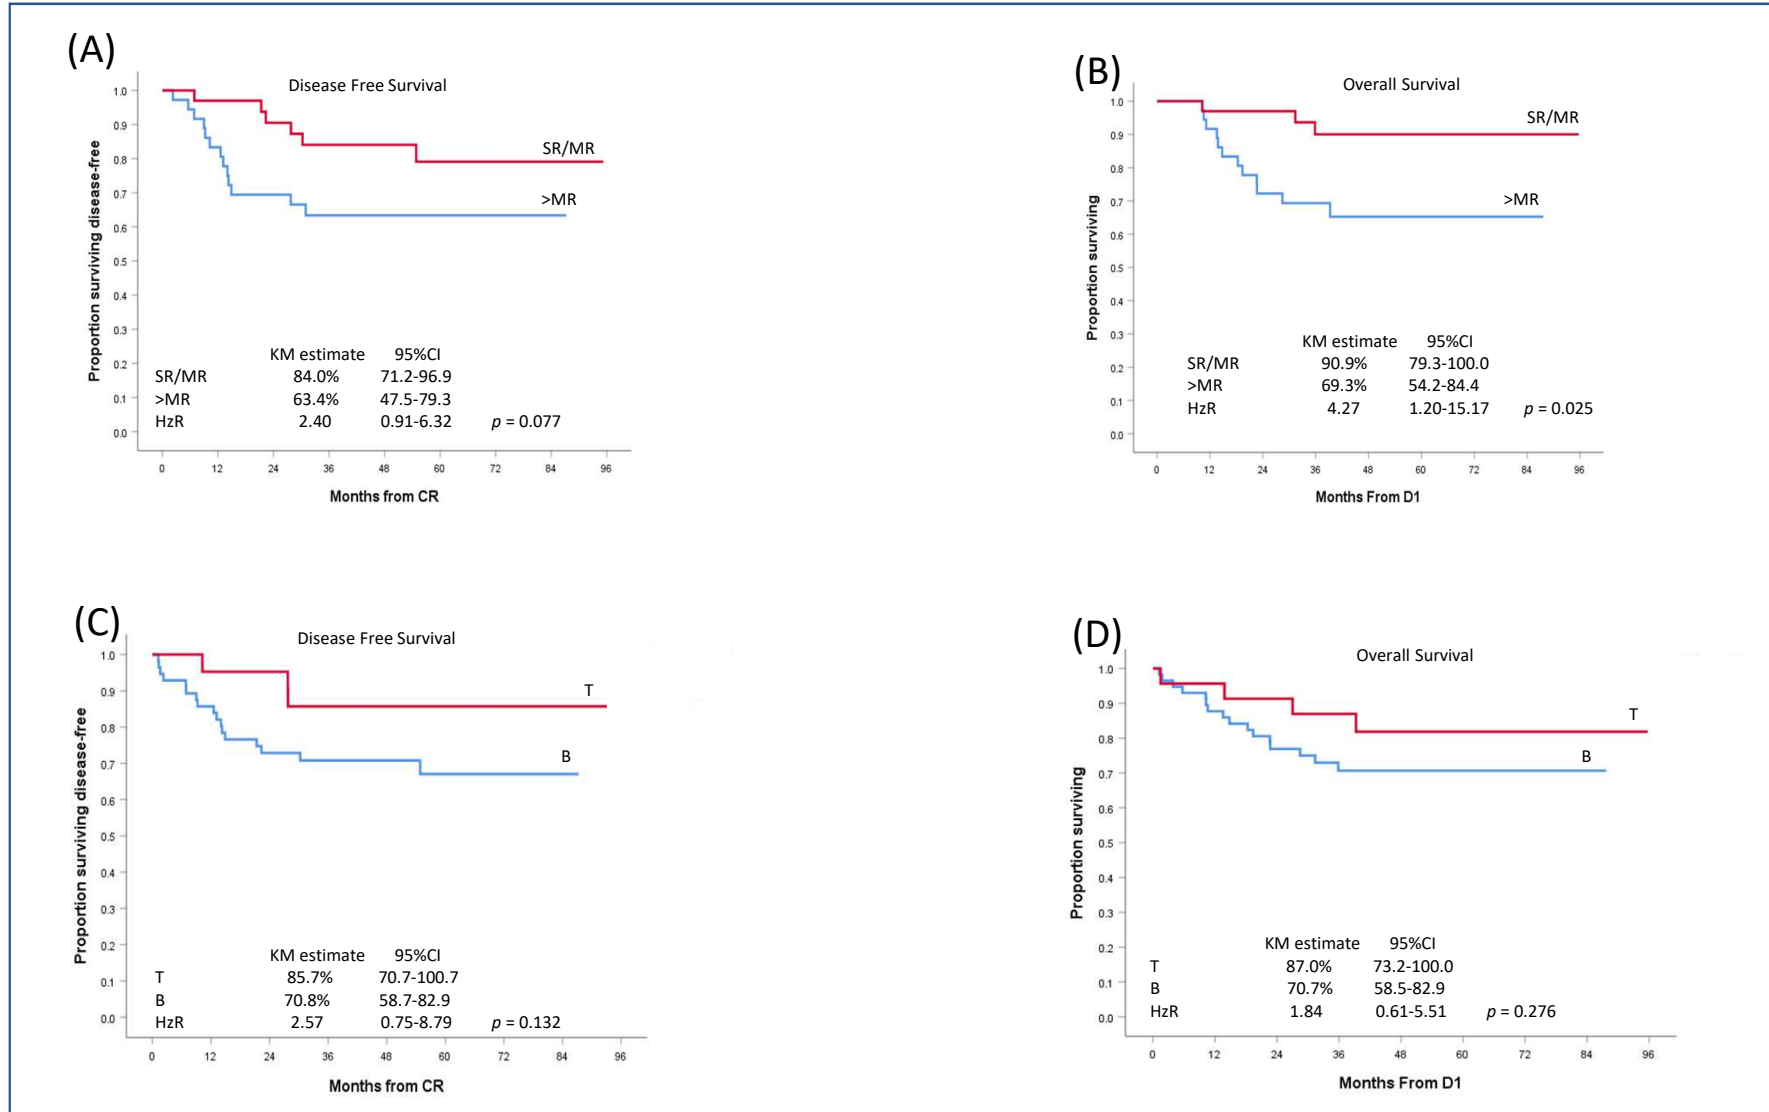 (A)
Disease Free Survival
1.0
0.9
0.8
0.7
0.6
0.5
0.4
0.3
0.2
0.1
0.0
Proportion surviving disease-free
SR/MR
>MR
KM estimate 95%CI
SR/MR 84.0% 71.2-96.9
>MR 63.4% 47.5-79.3
HzR 2.40 0.91-6.32 p = 0.077
0 12 24 36 48 60 72 84 96
Months from CR
(B)
Overall Survival
1.0
0.9
0.8
0.7
0.6
0.5
0.4
0.3
0.2
0.1
0.0
Proportion surviving
SR/MR
>MR
KM estimate 95%CI
SR/MR 90.9% 79.3-100.0
>MR 69.3% 54.2-84.4
HzR 4.27 1.20-15.17 p = 0.025
0 12 24 36 48 60 72 84 96
Months From D1
(C)
Disease Free Survival
1.0
0.9
0.8
0.7
0.6
0.5
0.4
0.3
0.2
0.1
0.0
Proportion surviving disease-free
T
B
KM estimate 95%CI
T 85.7% 70.7-100.7
B 70.8% 58.7-82.9
HzR 2.57 0.75-8.79 p = 0.132
0 12 24 36 48 60 72 84 96
Months from CR
(D)
Overall Survival
1.0
0.9
0.8
0.7
0.6
0.5
0.4
0.3
0.2
0.1
0.0
Proportion surviving
T
B
KM estimate 95%CI
T 87.0% 73.2-100.0
B 70.7% 58.5-82.9
HzR 1.84 0.61-5.51 p = 0.276
0 12 24 36 48 60 72 84 96
Months From D1